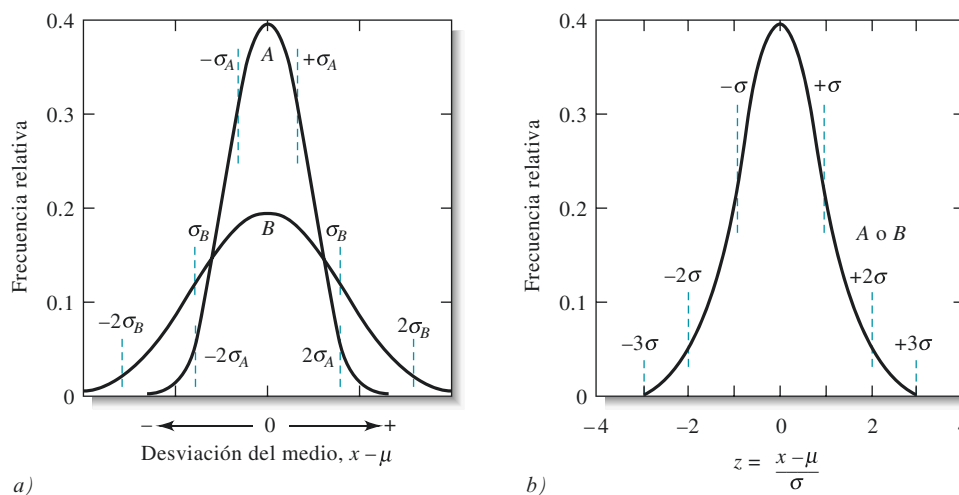 0.4
0.3
0.2
0.1
0
Frecuencia relativa
A
−σA
+σA
B
σB
σB
−2σB
2σB
−2σA
2σA
− 0 +
Desviación del medio, x − μ
a)
0.4
0.3
0.2
0.1
0
Frecuencia relativa
−σ
+σ
A o B
−2σ
+2σ
−3σ
+3σ
−4 −2 0 2 4
z = x − μ
σ
b)